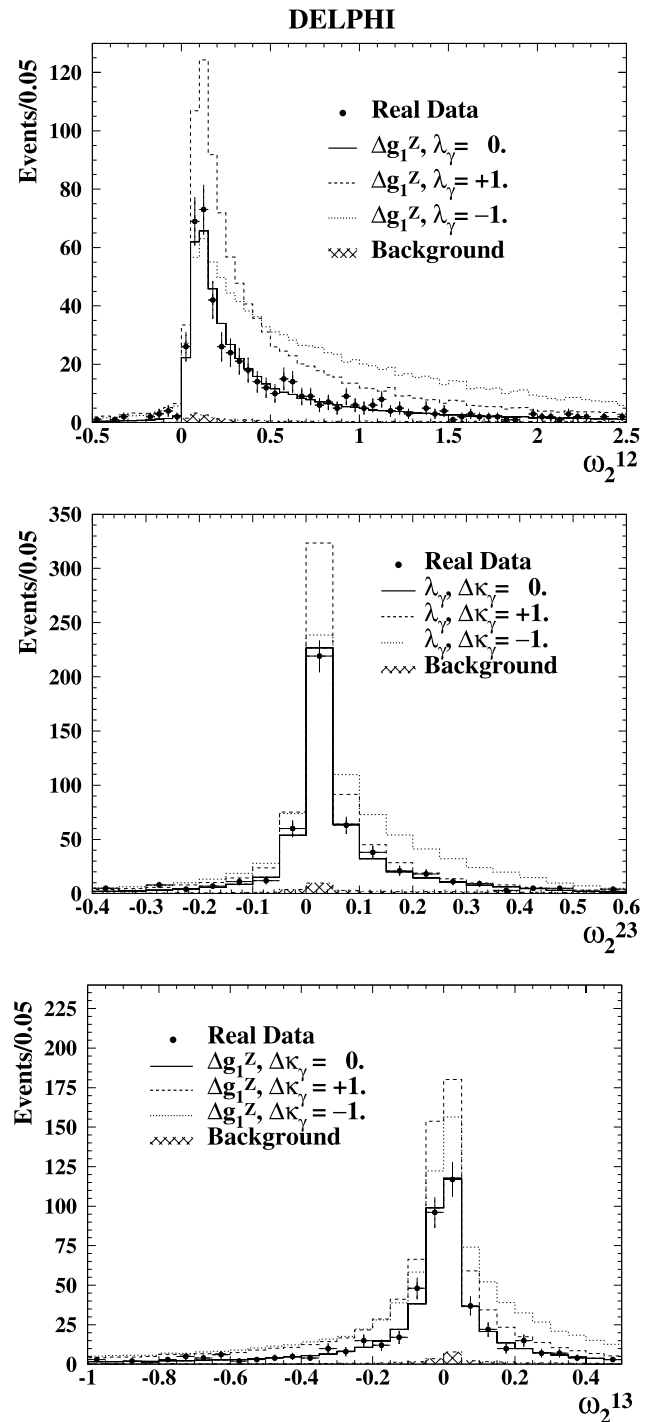 DELPHI
Events/0.05
120
100
80
60
40
20
0
-0.5 0 0.5 1 1.5 2 2.5
ω₂¹²
Real Data
Δg₁ᶻ, λᵧ= 0.
Δg₁ᶻ, λᵧ= +1.
Δg₁ᶻ, λᵧ= −1.
Background
Events/0.05
350
300
250
200
150
100
50
0
-0.4 -0.3 -0.2 -0.1 0 0.1 0.2 0.3 0.4 0.5 0.6
ω₂²³
Real Data
λᵧ, Δκᵧ= 0.
λᵧ, Δκᵧ= +1.
λᵧ, Δκᵧ= −1.
Background
Events/0.05
225
200
175
150
125
100
75
50
25
0
-1 -0.8 -0.6 -0.4 -0.2 0 0.2 0.4
ω₂¹³
Real Data
Δg₁ᶻ, Δκᵧ = 0.
Δg₁ᶻ, Δκᵧ = +1.
Δg₁ᶻ, Δκᵧ = −1.
Background